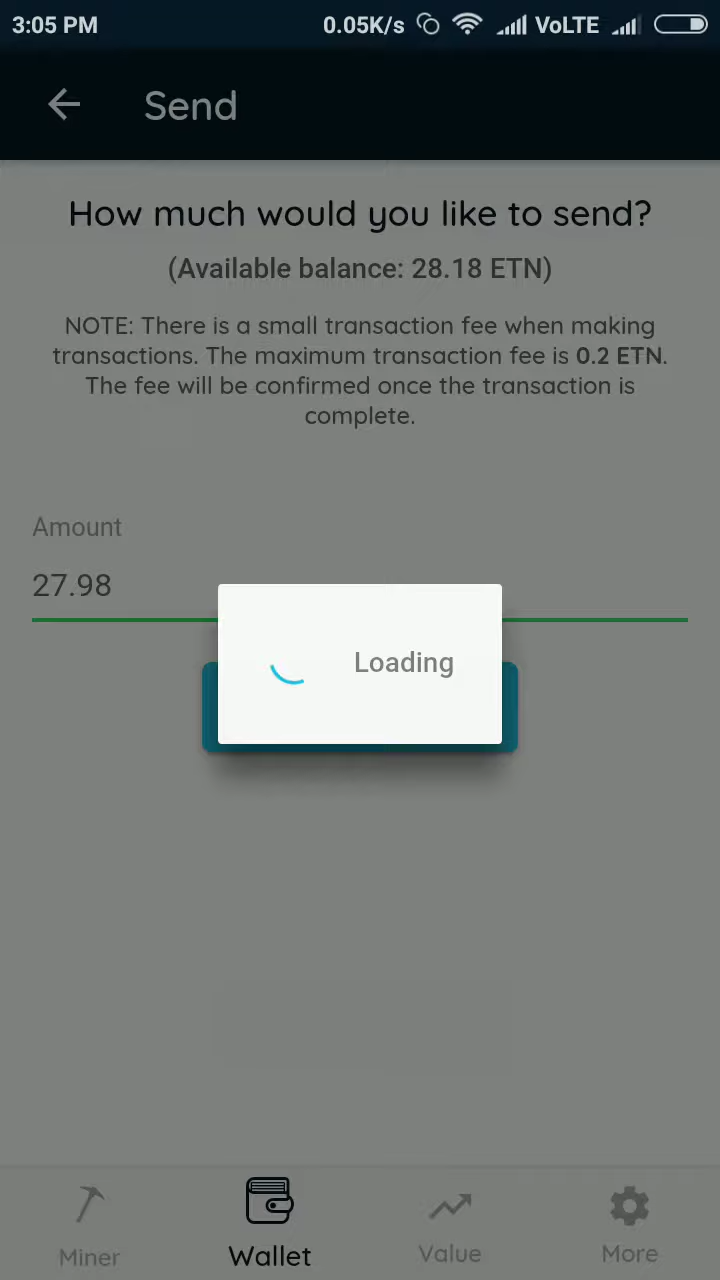 3:05 PM 0.05K/s VoLTE
Send
How much would you like to send?
(Available balance: 28.18 ETN)
NOTE: There is a small transaction fee when making
transactions. The maximum transaction fee is 0.2 ETN.
The fee will be confirmed once the transaction is
complete.
Amount
27.98
Loading
Miner Wallet Value More